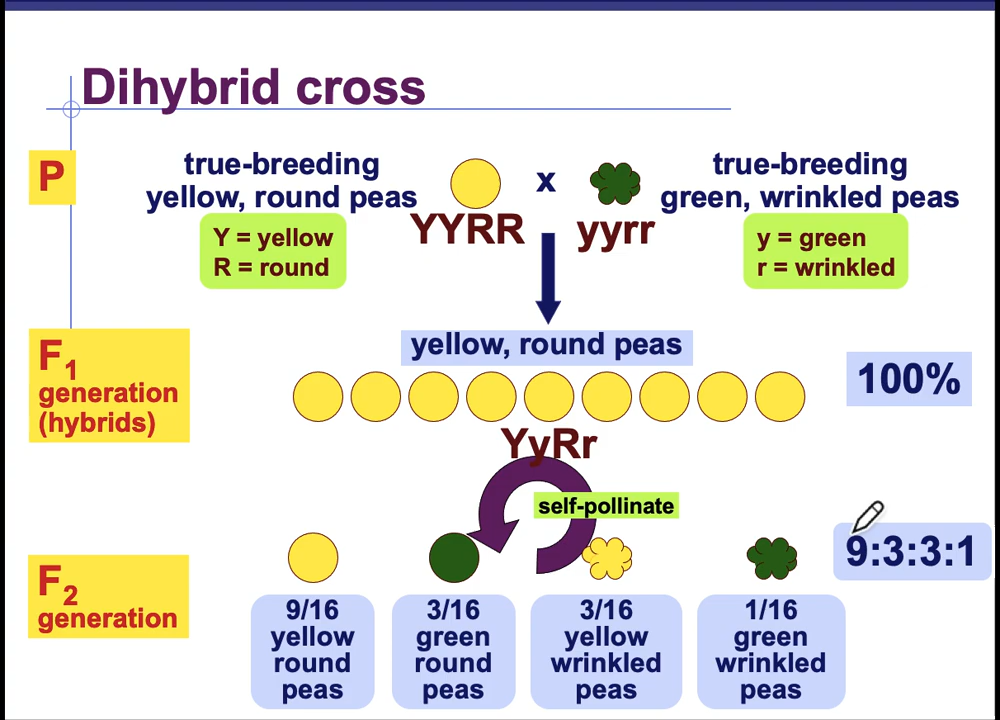 Dihybrid cross
P
true-breeding
yellow, round peas
x
true-breeding
green, wrinkled peas
Y = yellow
R = round
YYRR
yyrr
y = green
r = wrinkled
F1
generation
(hybrids)
yellow, round peas
100%
YyRr
self-pollinate
9:3:3:1
F2
generation
9/16
yellow
round
peas
3/16
green
round
peas
3/16
yellow
wrinkled
peas
1/16
green
wrinkled
peas